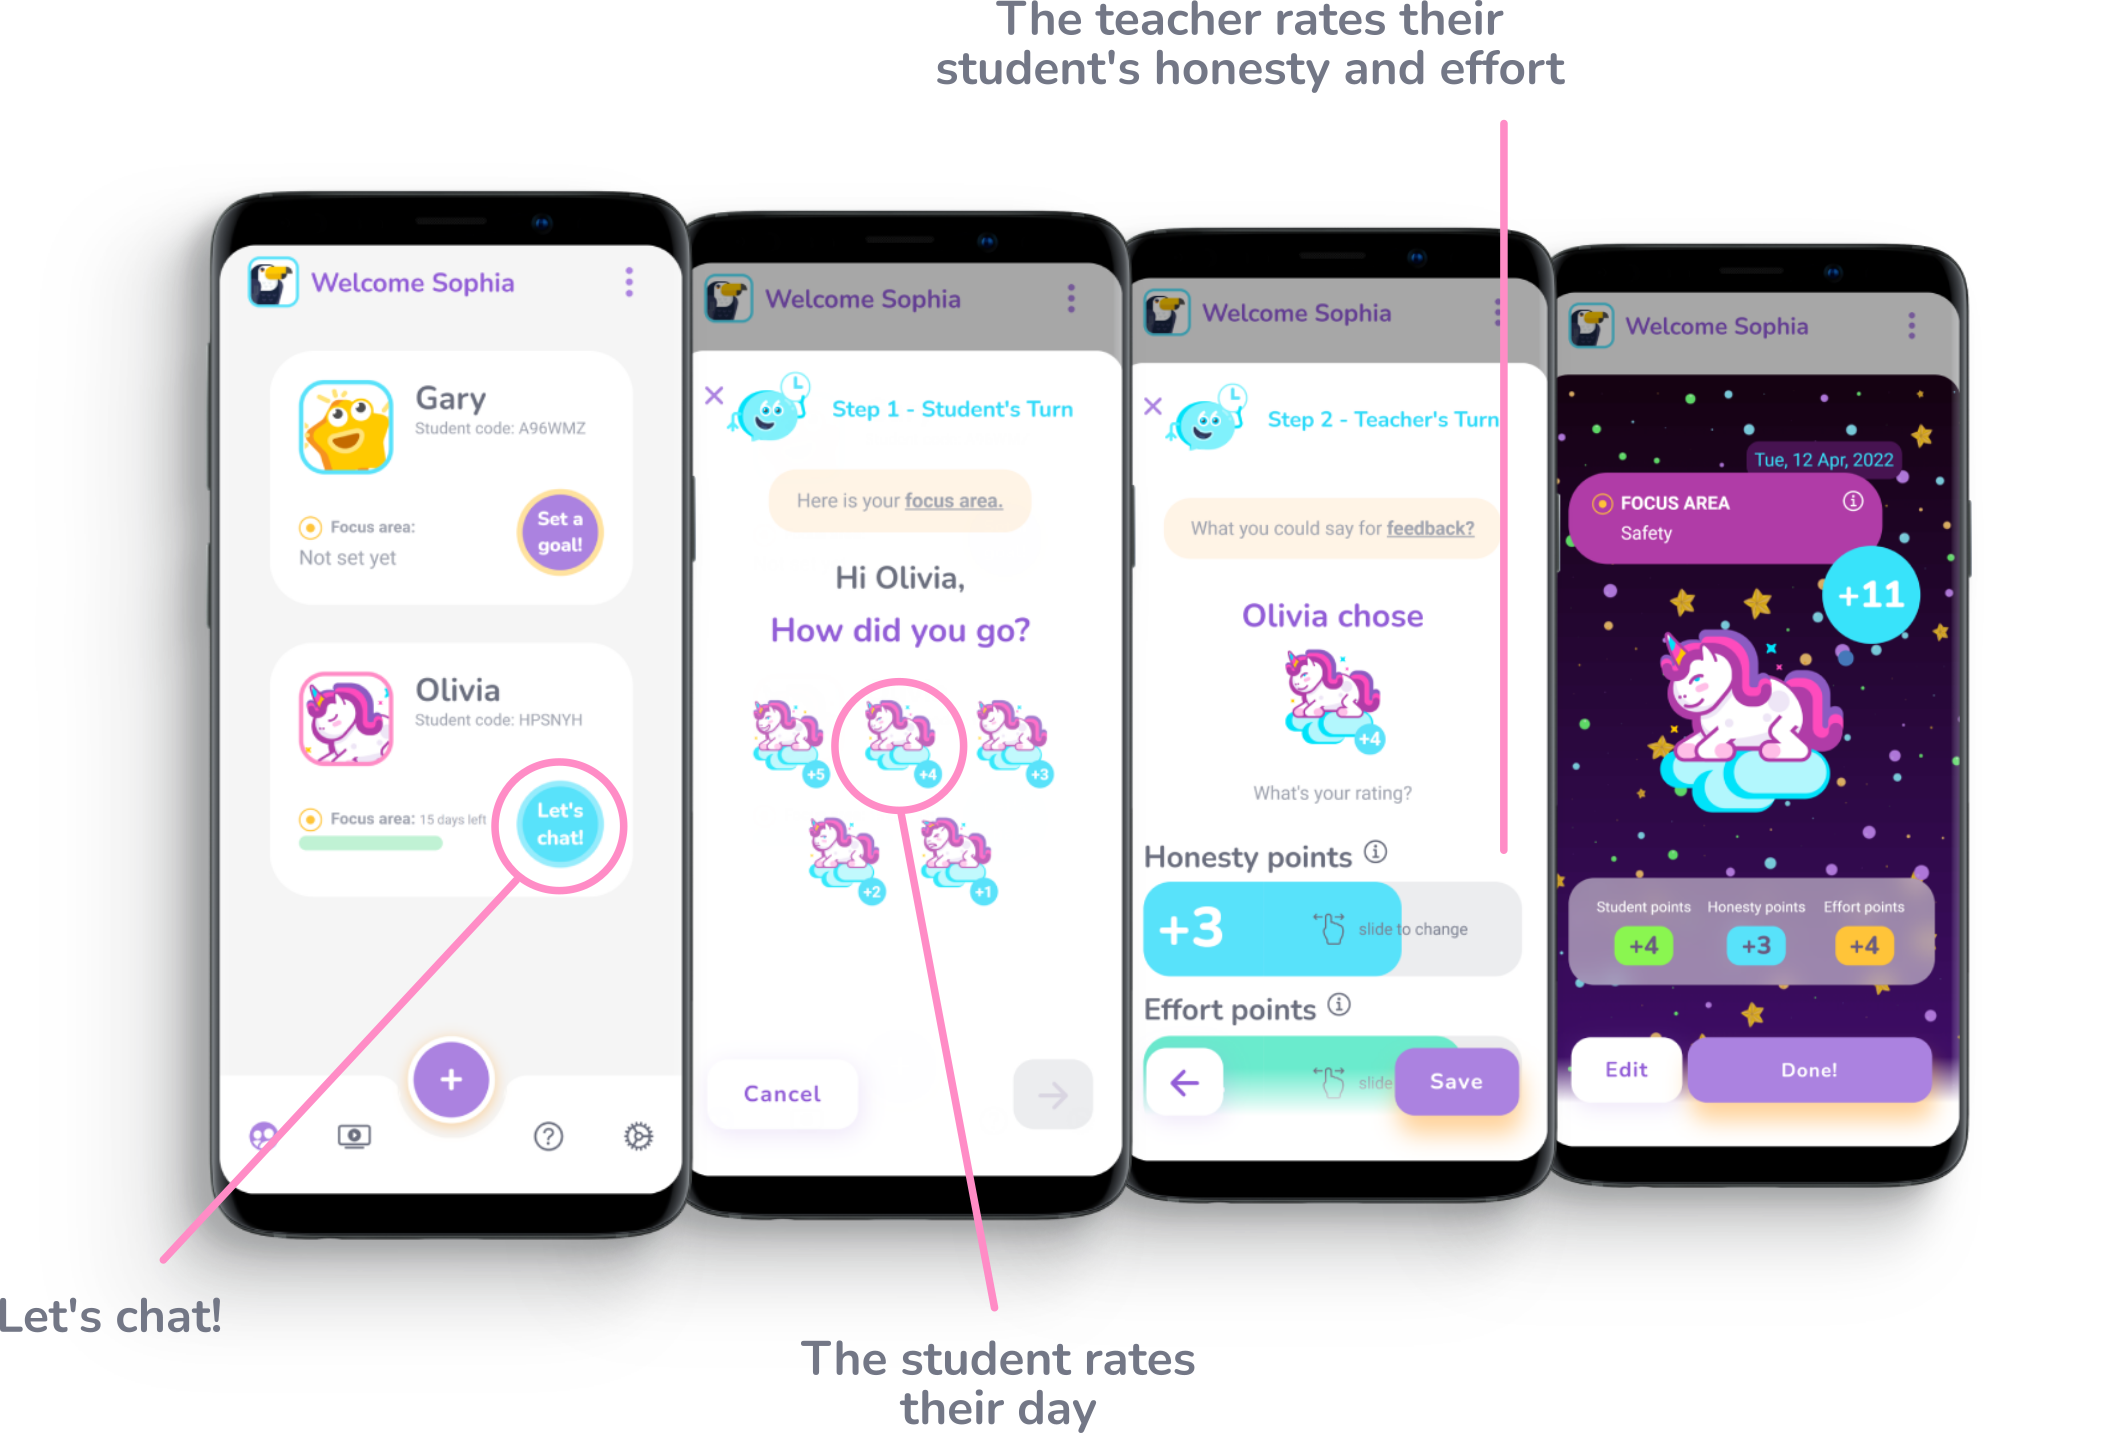 The teacher rates their
student's honesty and effort
Welcome Sophia
Gary
Student code: A96WMZ
Focus area:
Not set yet
Set a
goal!
Olivia
Student code: HPSNYH
Focus area: 15 days left
Let's
chat!
+
Let's chat!
Welcome Sophia
Step 1 - Student's Turn
Here is your focus area.
Hi Olivia,
How did you go?
+5
+4
+3
+2
+1
Cancel
The student rates
their day
Welcome Sophia
Step 2 - Teacher's Turn
What you could say for feedback?
Olivia chose
+4
What's your rating?
Honesty points
+3
slide to change
Effort points
slide
Save
Welcome Sophia
Tue, 12 Apr, 2022
FOCUS AREA
Safety
+11
Student points Honesty points Effort points
+4 +3 +4
Edit
Done!